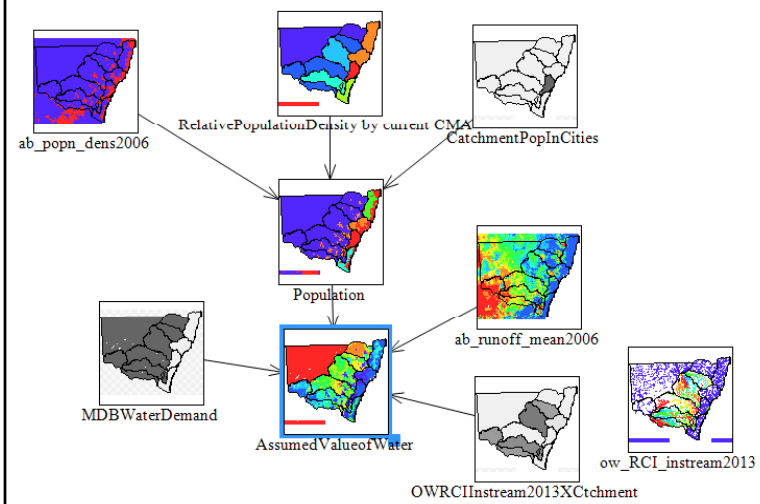 ab_popn_dens2006
RelativePopulationDensity by current CMA
CatchmentPopInCities
Population
ab_runoff_mean2006
MDBWaterDemand
AssumedValueofWater
OWRCIInstream2013XCtchment
ow_RCI_instream2013